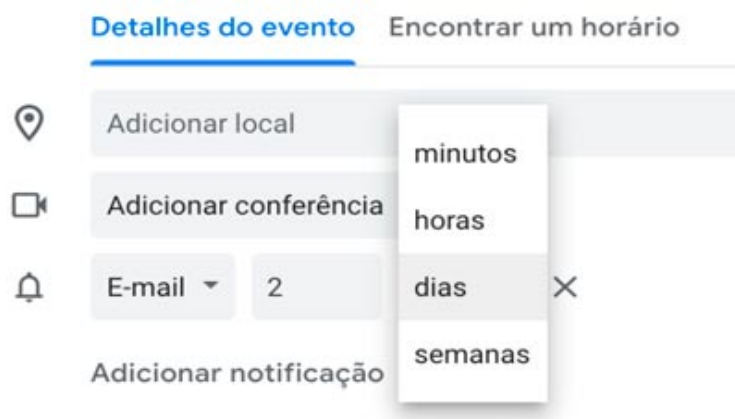 Detalhes do evento Encontrar um horário
Adicionar local
minutos
Adicionar conferência
horas
E-mail 2 dias
semanas
Adicionar notificação